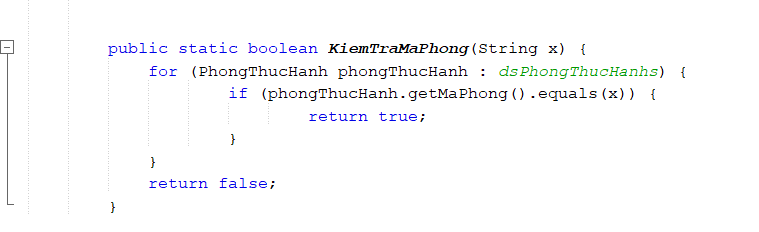 public static boolean KiemTraMaPhong(String x) {
for (PhongThucHanh phongThucHanh : dsPhongThucHanhs) {
if (phongThucHanh.getMaPhong().equals(x)) {
return true;
}
}
return false;
}